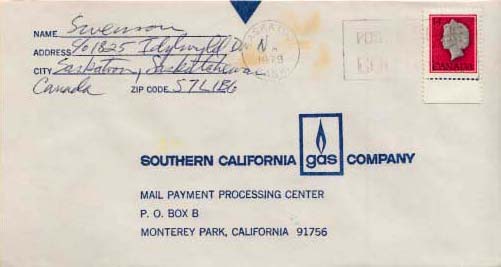 NAME Swenson
ADDRESS c/o 1825 Idylwyld Dr N
CITY Saskatoon, Saskatchewan
Canada ZIP CODE S7L 1B6
1979
CANADA
SOUTHERN CALIFORNIA gas COMPANY
MAIL PAYMENT PROCESSING CENTER
P. O. BOX B
MONTEREY PARK, CALIFORNIA 91756